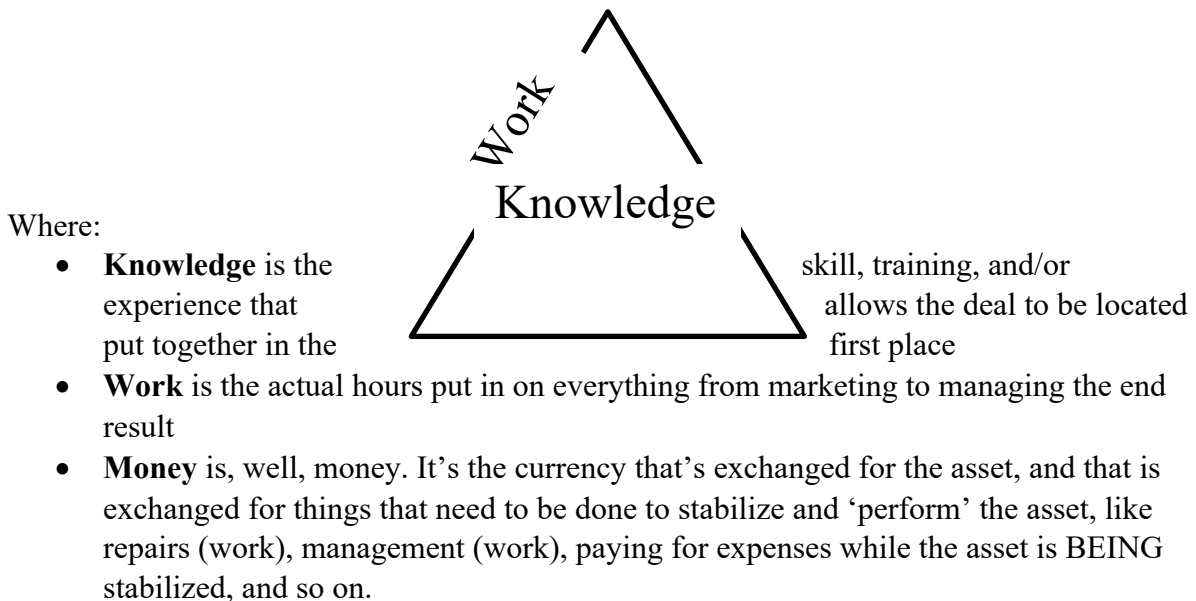 Work
Knowledge
Where:
• Knowledge is the skill, training, and/or
experience that allows the deal to be located
put together in the first place
• Work is the actual hours put in on everything from marketing to managing the end
result
• Money is, well, money. It’s the currency that’s exchanged for the asset, and that is
exchanged for things that need to be done to stabilize and ‘perform’ the asset, like
repairs (work), management (work), paying for expenses while the asset is BEING
stabilized, and so on.